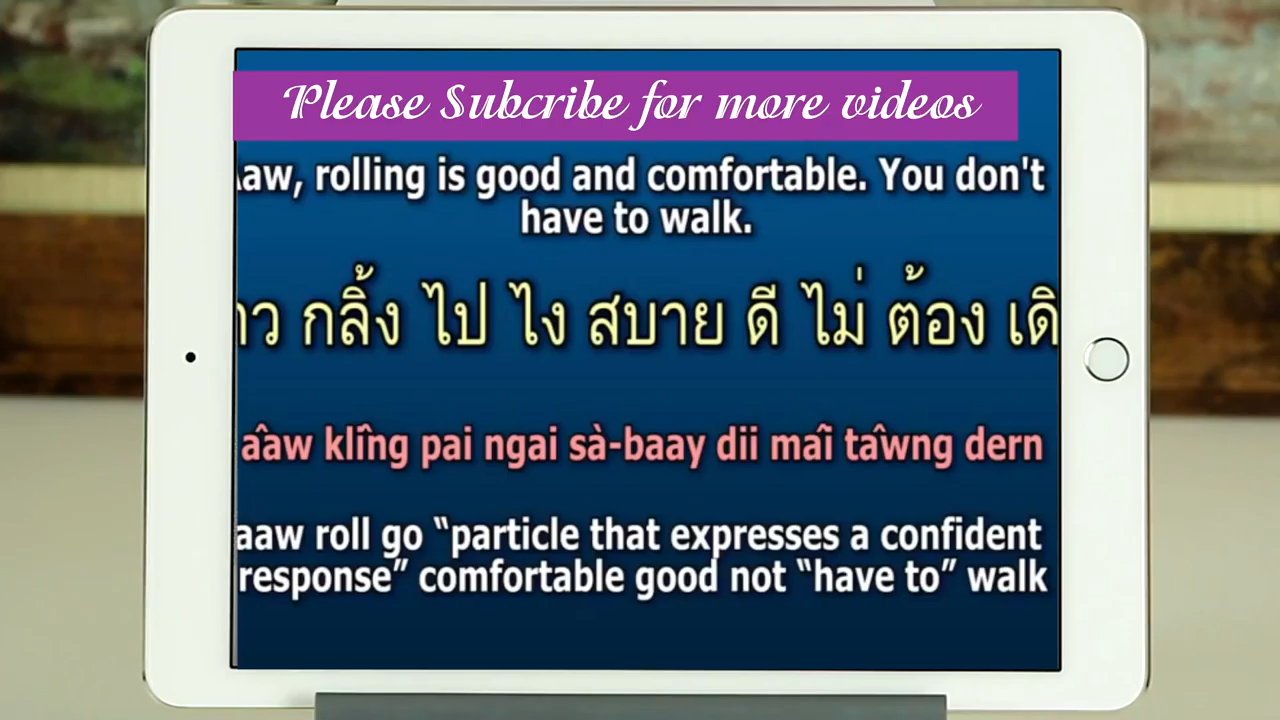 Please Subcribe for more videos
aw, rolling is good and comfortable. You don't
have to walk.
าว กลิ้ง ไป ไง สบาย ดี ไม่ ต้อง เดิ
aâaw klîng pai ngai sà-baay dii maî taŵng dern
aaw roll go “particle that expresses a confident
response” comfortable good not “have to” walk